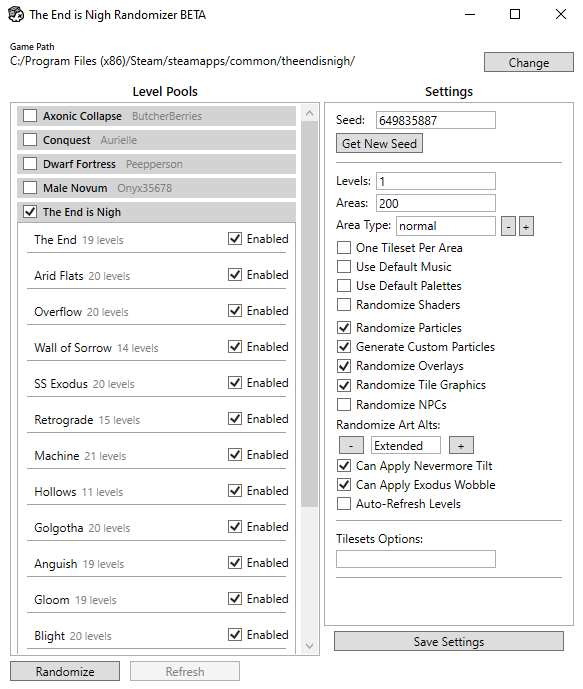 The End is Nigh Randomizer BETA
Game Path
C:/Program Files (x86)/Steam/steamapps/common/theendisnigh/
Change
Level Pools
Axonic Collapse ButcherBerries
Conquest Aurielle
Dwarf Fortress Peepperson
Male Novum Onyx35678
The End is Nigh
The End 19 levels Enabled
Arid Flats 20 levels Enabled
Overflow 20 levels Enabled
Wall of Sorrow 14 levels Enabled
SS Exodus 20 levels Enabled
Retrograde 15 levels Enabled
Machine 21 levels Enabled
Hollows 11 levels Enabled
Golgotha 20 levels Enabled
Anguish 19 levels Enabled
Gloom 19 levels Enabled
Blight 20 levels Enabled
Randomize
Refresh
Settings
Seed: 649835887
Get New Seed
Levels: 1
Areas: 200
Area Type: normal - +
One Tileset Per Area
Use Default Music
Use Default Palettes
Randomize Shaders
Randomize Particles
Generate Custom Particles
Randomize Overlays
Randomize Tile Graphics
Randomize NPCs
Randomize Art Alts:
- Extended +
Can Apply Nevermore Tilt
Can Apply Exodus Wobble
Auto-Refresh Levels
Tilesets Options:
Save Settings